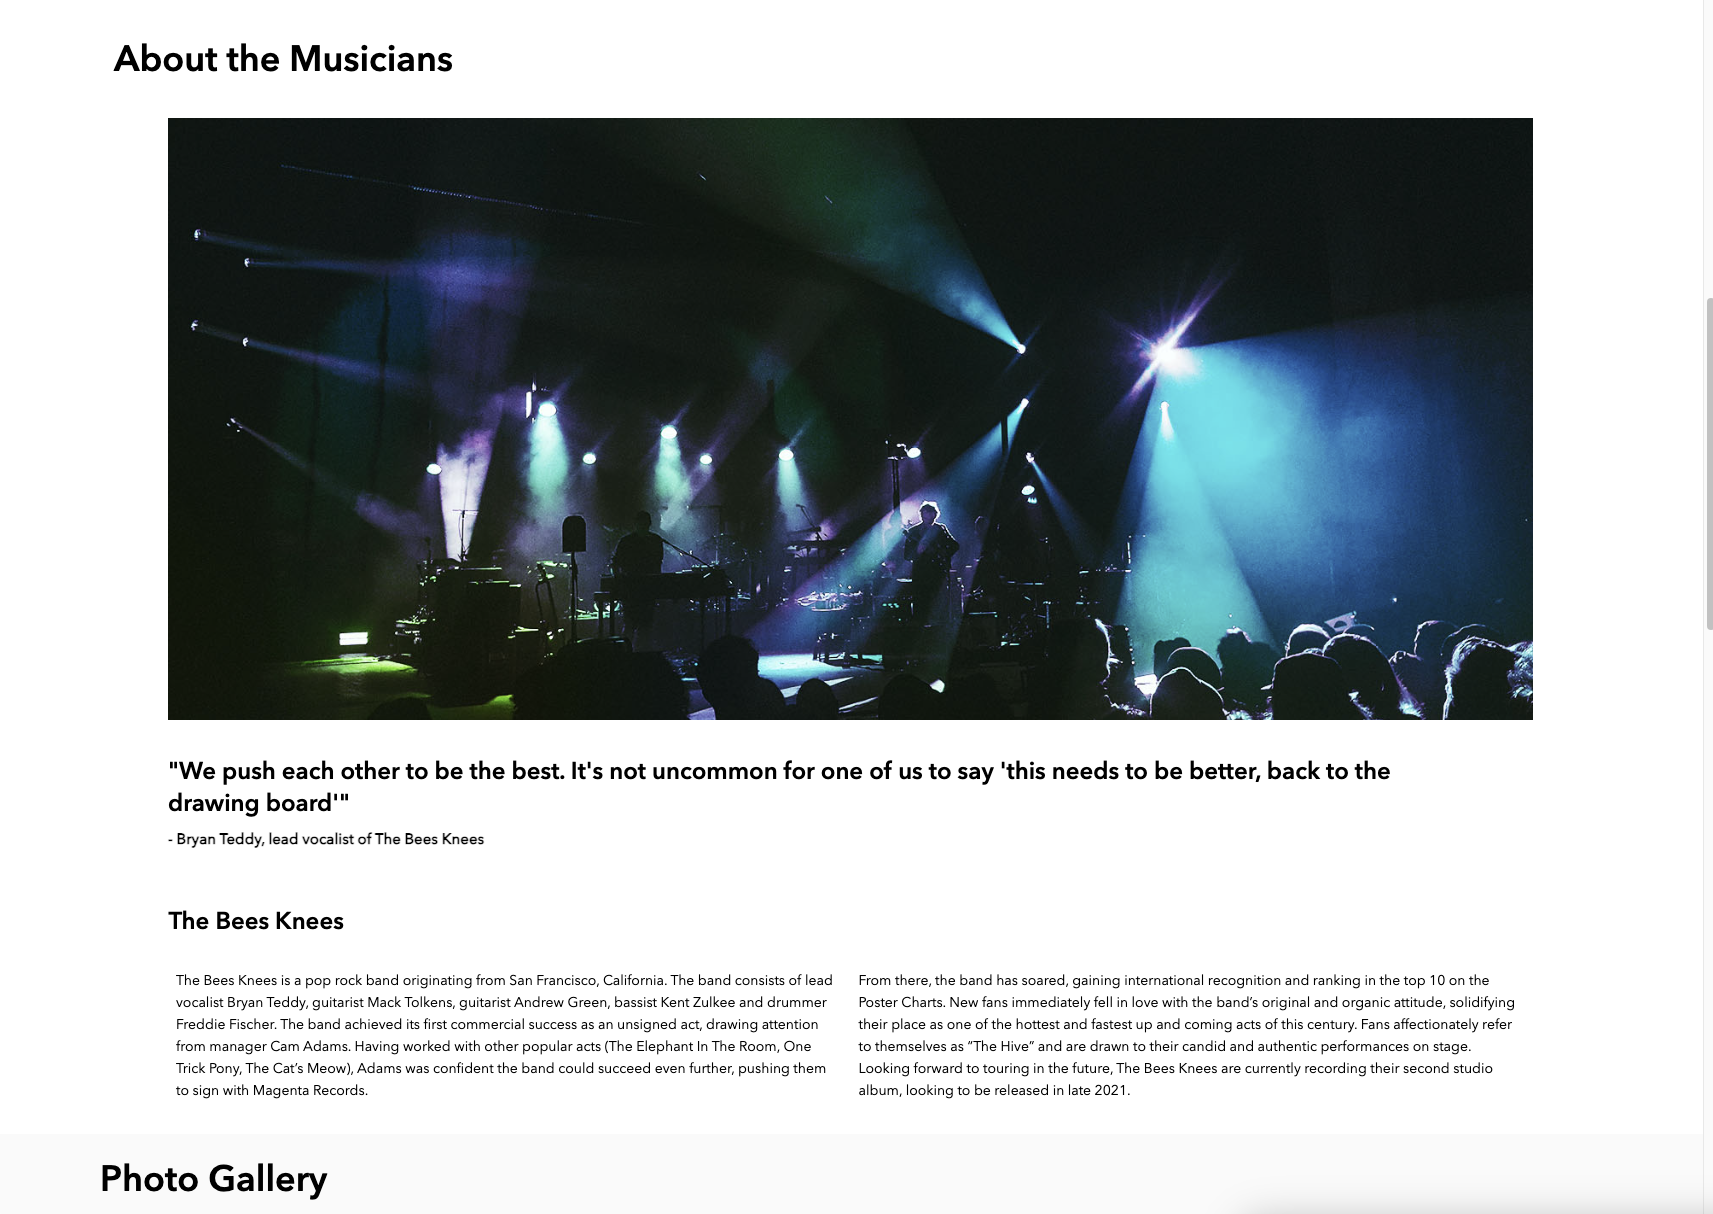 About the Musicians
"We push each other to be the best. It's not uncommon for one of us to say 'this needs to be better, back to the
drawing board'"
- Bryan Teddy, lead vocalist of The Bees Knees
The Bees Knees
The Bees Knees is a pop rock band originating from San Francisco, California. The band consists of lead
vocalist Bryan Teddy, guitarist Mack Tolkens, guitarist Andrew Green, bassist Kent Zulkee and drummer
Freddie Fischer. The band achieved its first commercial success as an unsigned act, drawing attention
from manager Cam Adams. Having worked with other popular acts (The Elephant In The Room, One
Trick Pony, The Cat’s Meow), Adams was confident the band could succeed even further, pushing them
to sign with Magenta Records.
From there, the band has soared, gaining international recognition and ranking in the top 10 on the
Poster Charts. New fans immediately fell in love with the band’s original and organic attitude, solidifying
their place as one of the hottest and fastest up and coming acts of this century. Fans affectionately refer
to themselves as “The Hive” and are drawn to their candid and authentic performances on stage.
Looking forward to touring in the future, The Bees Knees are currently recording their second studio
album, looking to be released in late 2021.
Photo Gallery